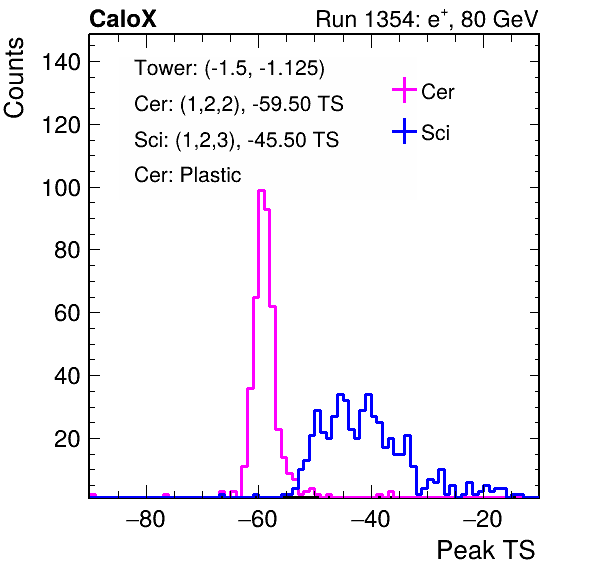 CaloX Run 1354: e⁺, 80 GeV
Tower: (-1.5, -1.125)
Cer: (1,2,2), -59.50 TS
Sci: (1,2,3), -45.50 TS
Cer: Plastic
Cer
Sci
Counts
140
120
100
80
60
40
20
−80 −60 −40 −20
Peak TS